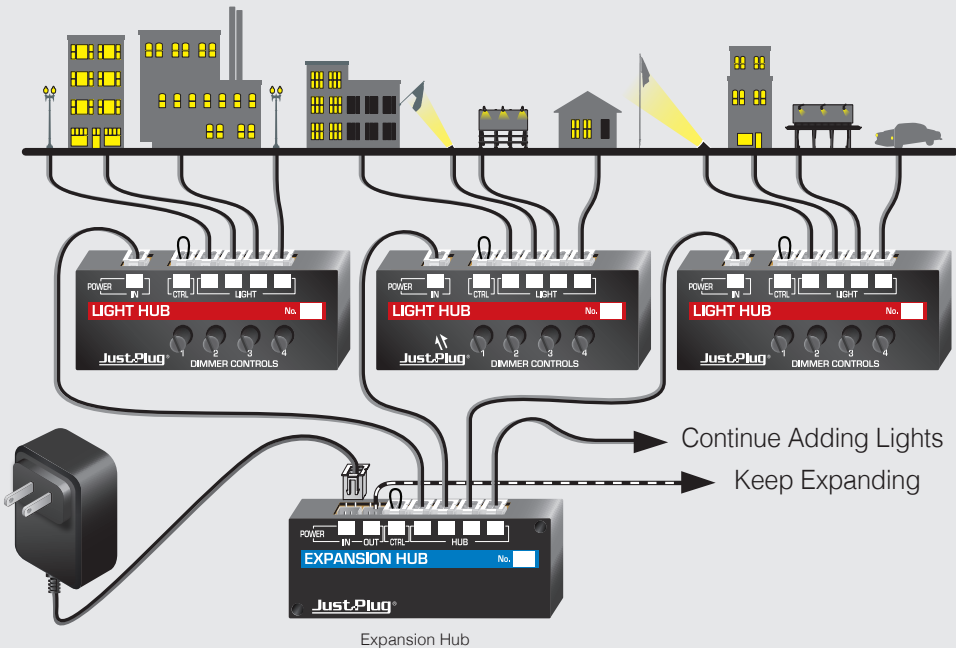 POWER
IN
CTRL
LIGHT
LIGHT HUB No.
1 2 3 4
Just Plug®
DIMMER CONTROLS
POWER
IN
CTRL
LIGHT
LIGHT HUB No.
1 2 3 4
Just Plug®
DIMMER CONTROLS
POWER
IN
CTRL
LIGHT
LIGHT HUB No.
1 2 3 4
Just Plug®
DIMMER CONTROLS
Continue Adding Lights
Keep Expanding
POWER
IN OUT CTRL HUB
EXPANSION HUB No.
Just Plug®
Expansion Hub